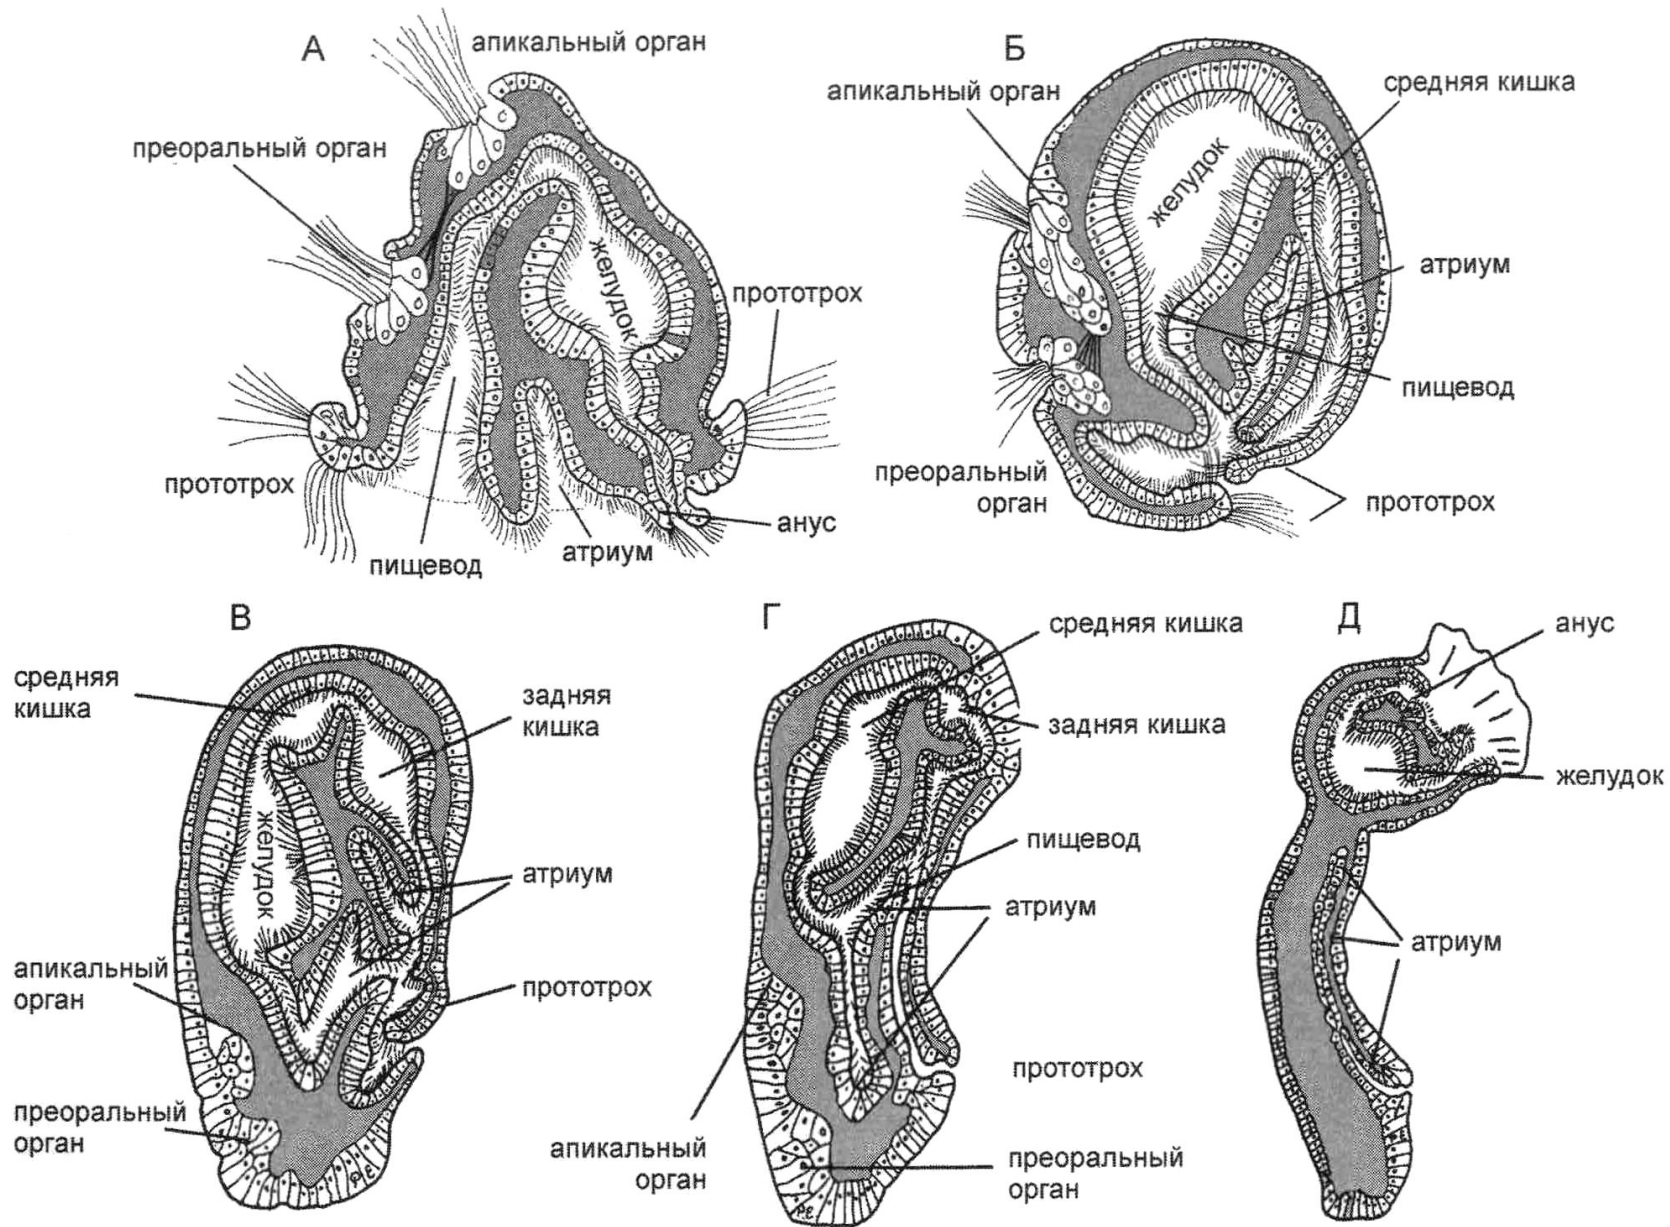 А
апикальный орган
преоральный орган
желудок
прототрох
прототрох
пищевод
атриум
анус
Б
апикальный орган
средняя кишка
желудок
атриум
пищевод
преоральный
орган
прототрох
В
средняя
кишка
задняя
кишка
желудок
атриум
апикальный
орган
прототрох
преоральный
орган
P.E
Г
средняя кишка
задняя кишка
пищевод
атриум
прототрох
апикальный
орган
преоральный
орган
P.E.
Д
анус
желудок
атриум
P.E